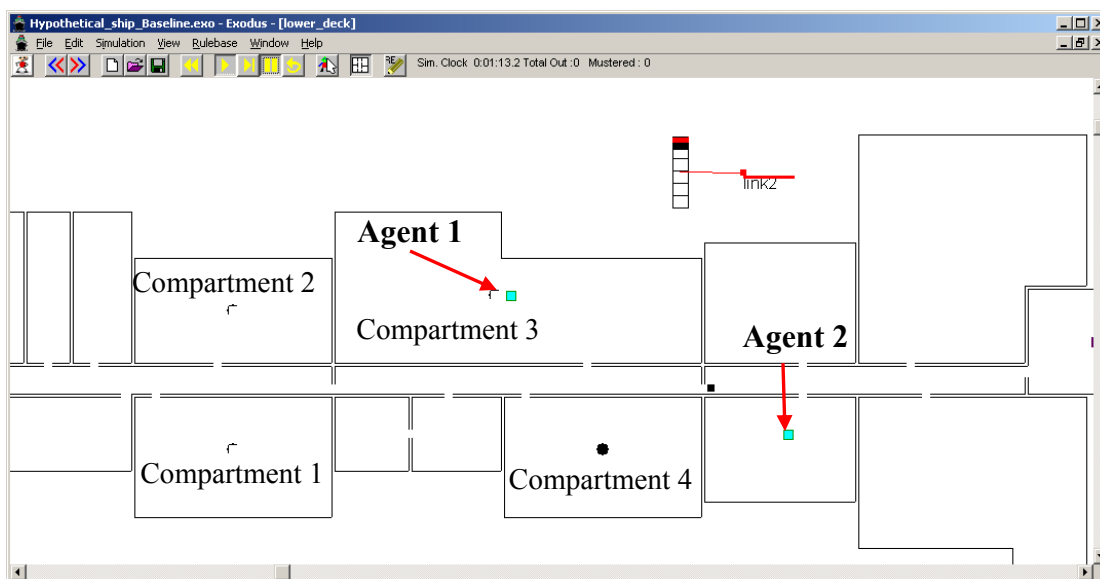 Hypothetical_ship_Baseline.exo - Exodus - [lower_deck]
File Edit Simulation View Rulebase Window Help
Sim. Clock 0:01:13.2 Total Out :0 Mustered : 0
link2
Agent 1
Compartment 2
Compartment 3
Agent 2
Compartment 1
Compartment 4